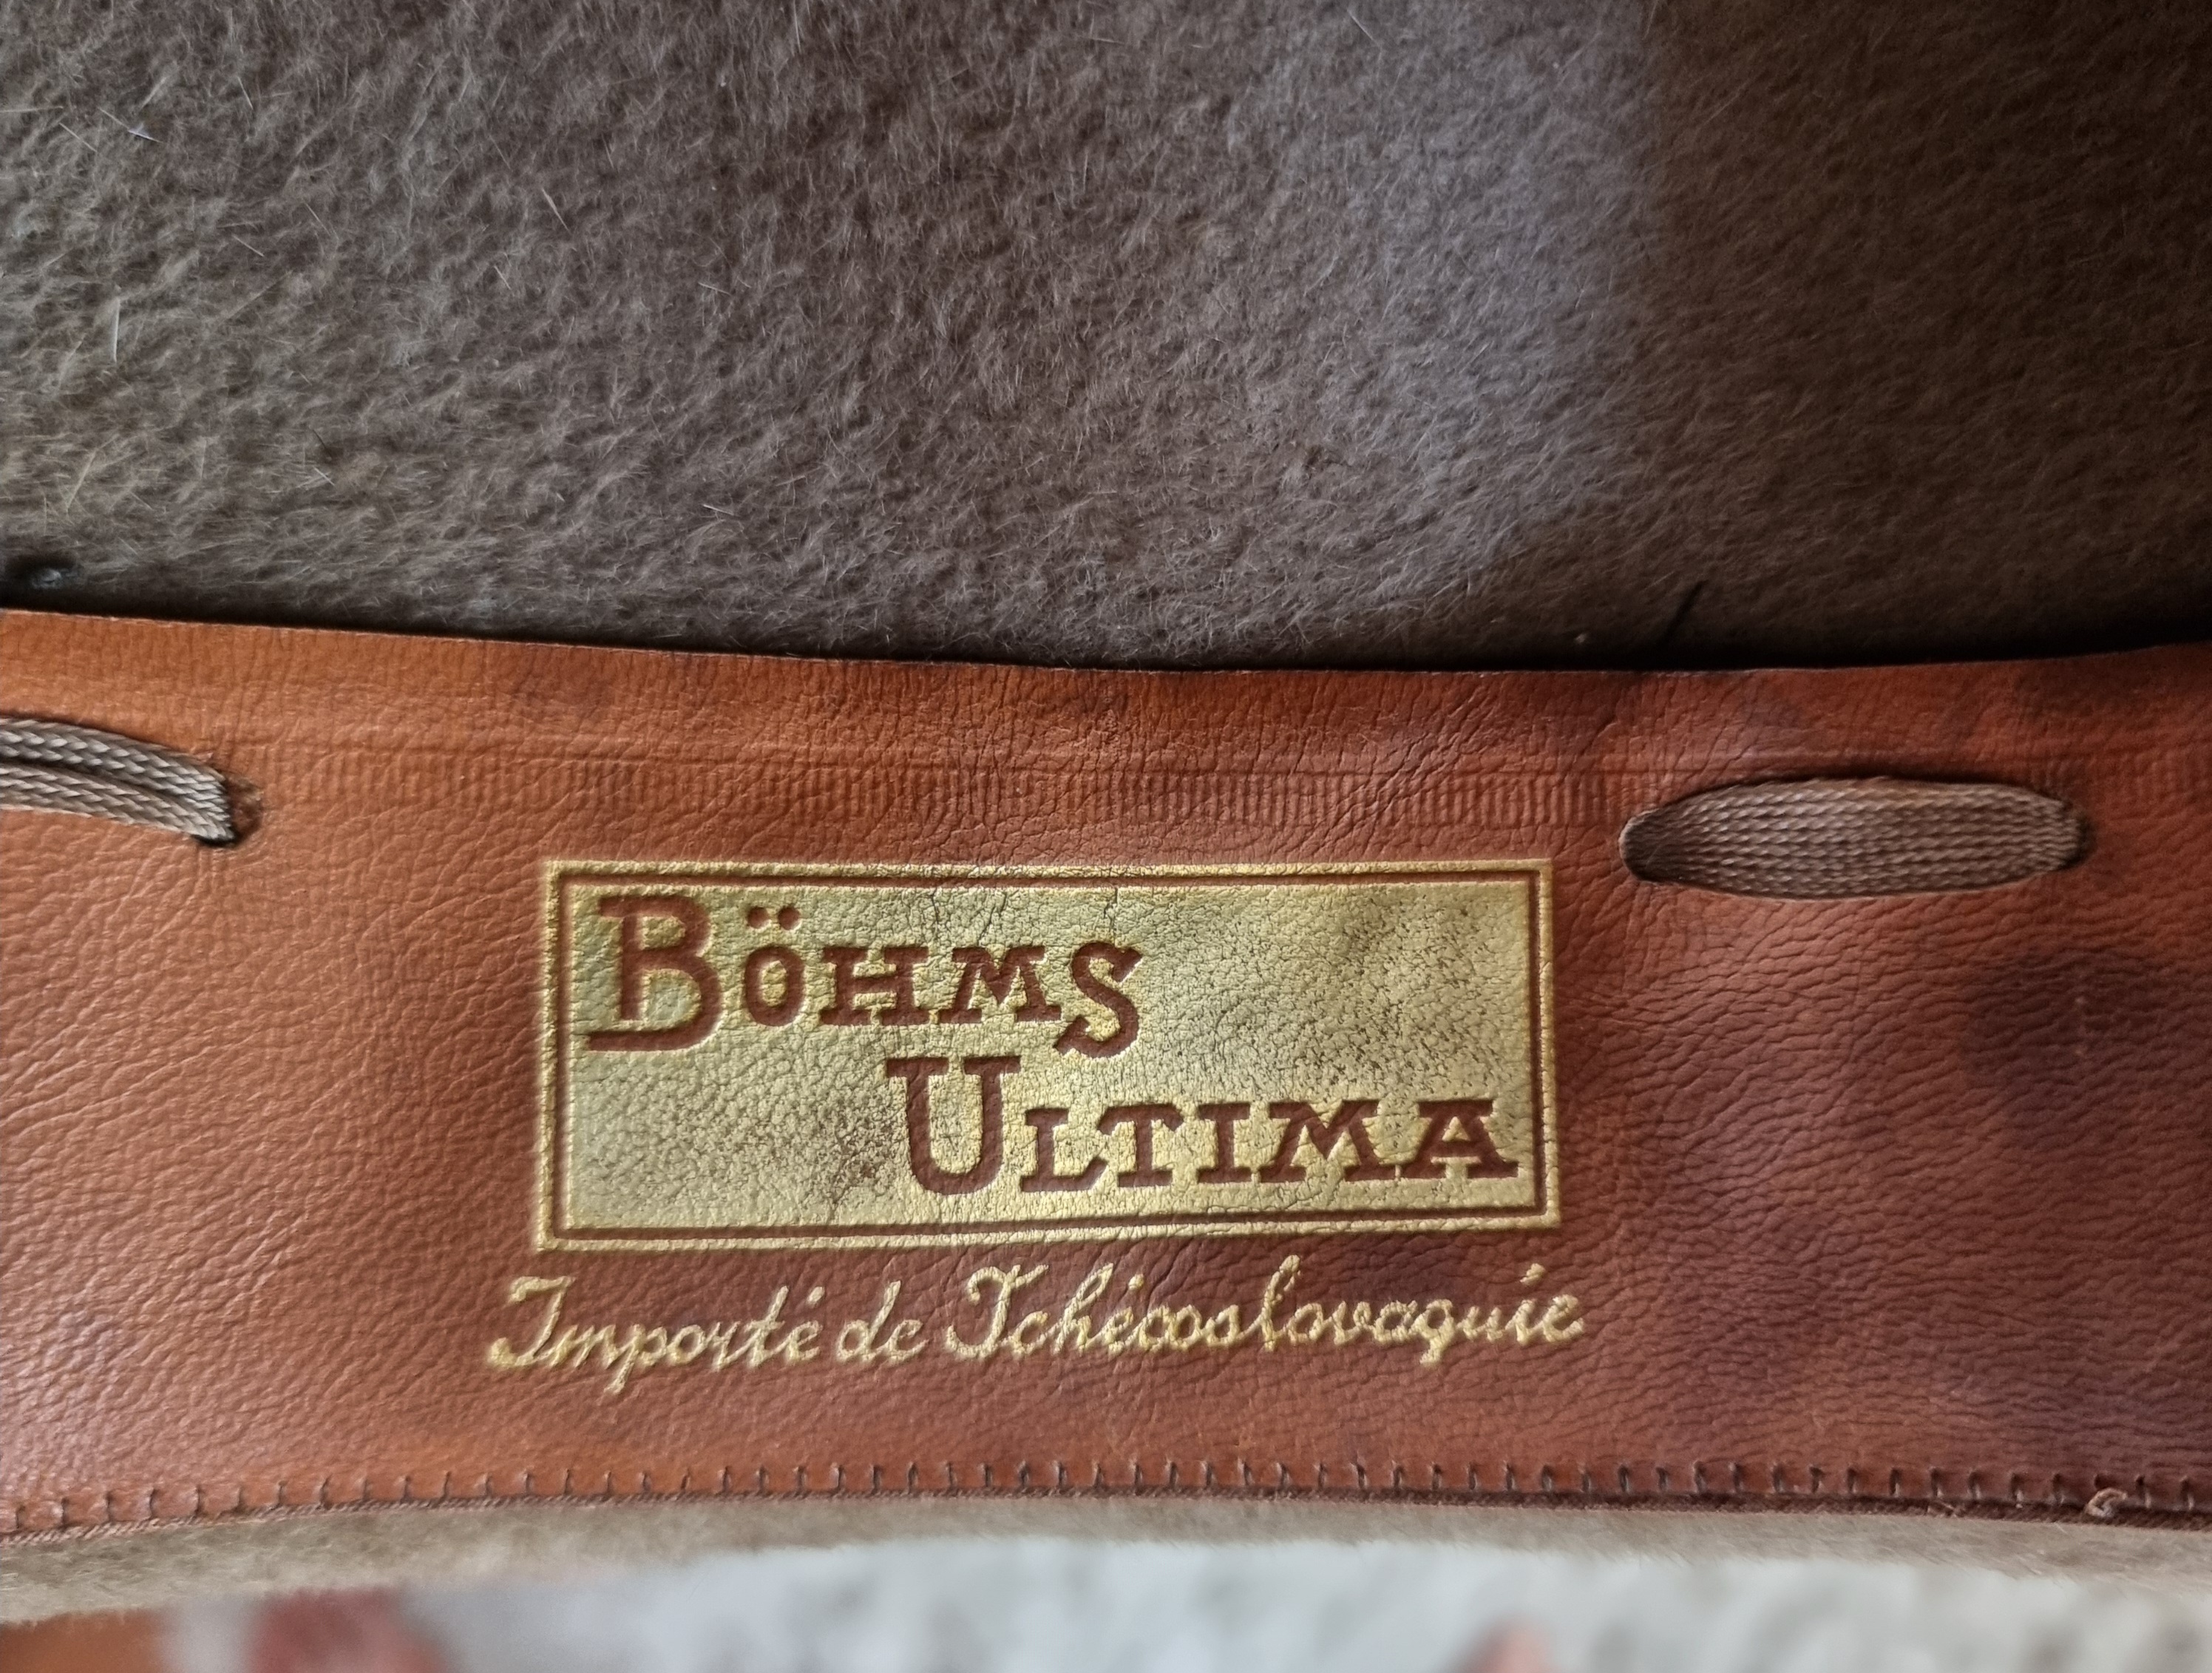 BÖHMS
ULTIMA
Importé de Tchécoslovaquie